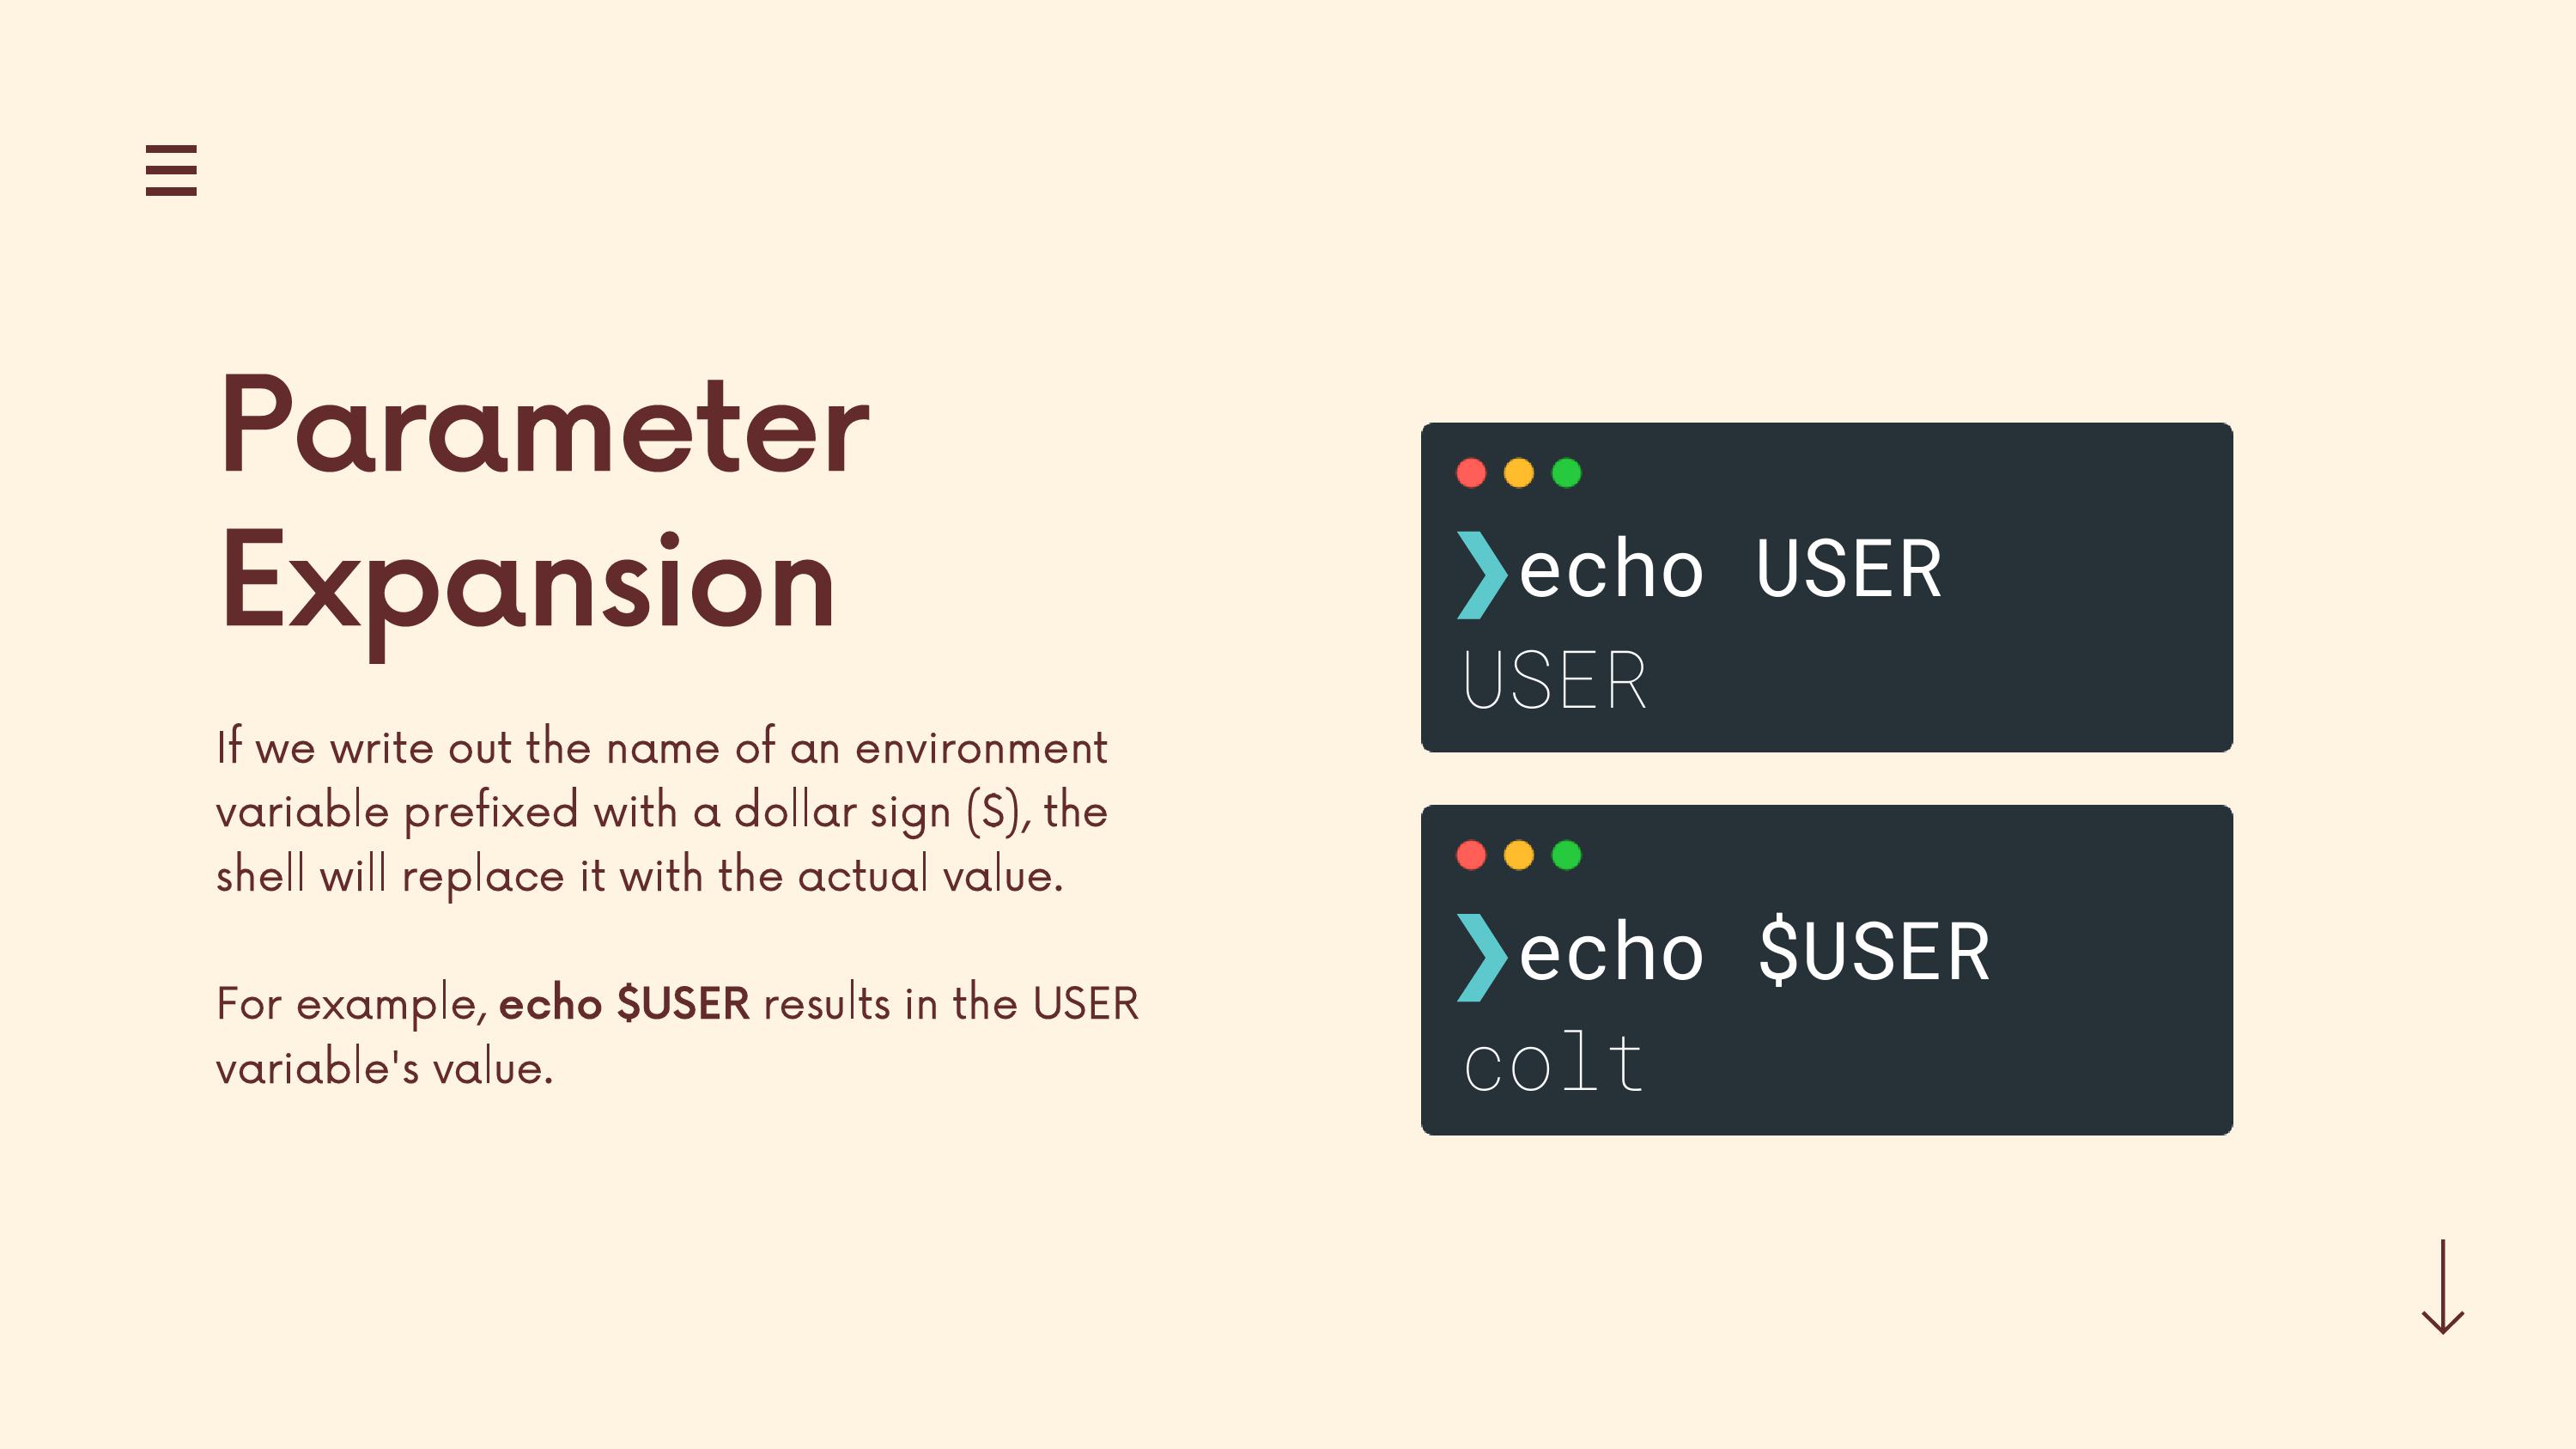 Parameter
Expansion
If we write out the name of an environment
variable prefixed with a dollar sign ($), the
shell will replace it with the actual value.
For example, echo $USER results in the USER
variable's value.
❯echo USER
USER
❯echo $USER
colt